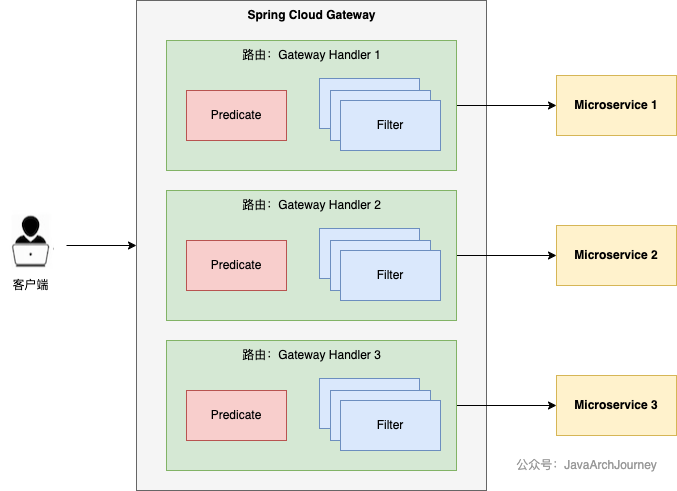 Spring Cloud Gateway
路由：Gateway Handler 1
Predicate
Filter
Microservice 1
路由：Gateway Handler 2
Predicate
Filter
Microservice 2
客户端
路由：Gateway Handler 3
Predicate
Filter
Microservice 3
公众号：JavaArchJourney